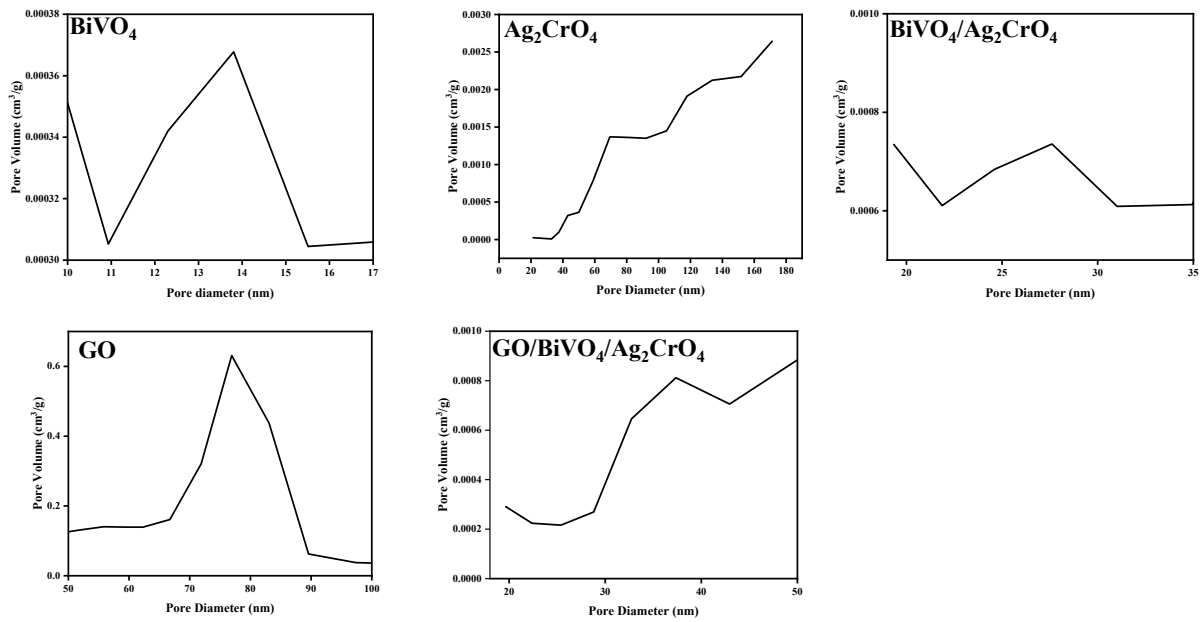 BiVO₄
Pore Volume (cm³/g)
0.00038
0.00036
0.00034
0.00032
0.00030
10 11 12 13 14 15 16 17
Pore diameter (nm)
Ag₂CrO₄
Pore Volume (cm³/g)
0.0030
0.0025
0.0020
0.0015
0.0010
0.0005
0.0000
0 20 40 60 80 100 120 140 160 180
Pore Diameter (nm)
BiVO₄/Ag₂CrO₄
Pore Volume (cm³/g)
0.0010
0.0008
0.0006
20 25 30 35
Pore Diameter (nm)
GO
Pore Volume (cm³/g)
0.6
0.4
0.2
0.0
50 60 70 80 90 100
Pore Diameter (nm)
GO/BiVO₄/Ag₂CrO₄
Pore Volume (cm³/g)
0.0010
0.0008
0.0006
0.0004
0.0002
0.0000
20 30 40 50
Pore Diameter (nm)